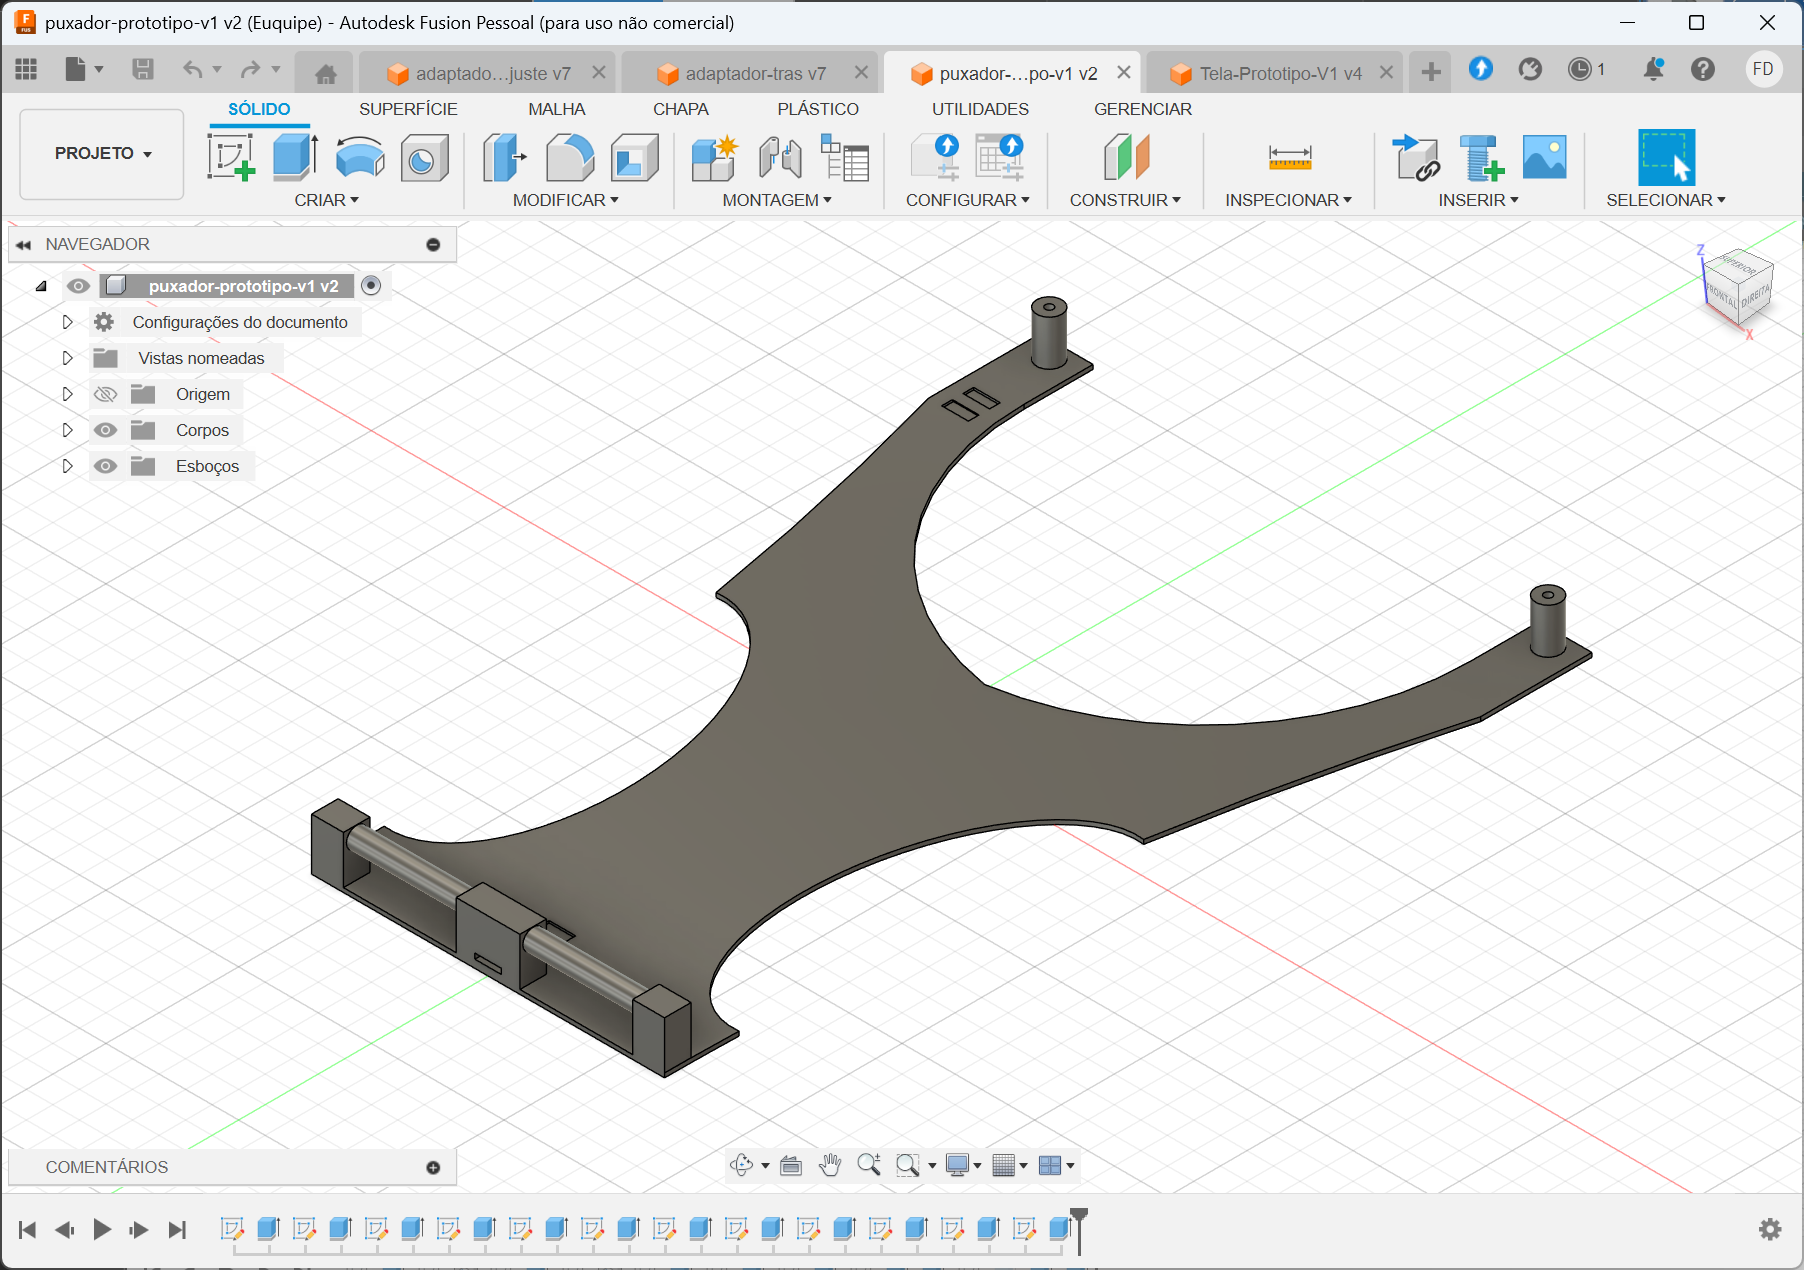 puxador-prototipo-v1 v2 (Euquipe) - Autodesk Fusion Pessoal (para uso não comercial)
adaptado...juste v7
adaptador-tras v7
puxador-...po-v1 v2
Tela-Prototipo-V1 v4
1
FD
PROJETO
SÓLIDO
SUPERFÍCIE
MALHA
CHAPA
PLÁSTICO
UTILIDADES
GERENCIAR
CRIAR
MODIFICAR
MONTAGEM
CONFIGURAR
CONSTRUIR
INSPECIONAR
INSERIR
SELECIONAR
NAVEGADOR
puxador-prototipo-v1 v2
Configurações do documento
Vistas nomeadas
Origem
Corpos
Esboços
Z
SUPERIOR
FRONTAL
DIREITA
X
COMENTÁRIOS